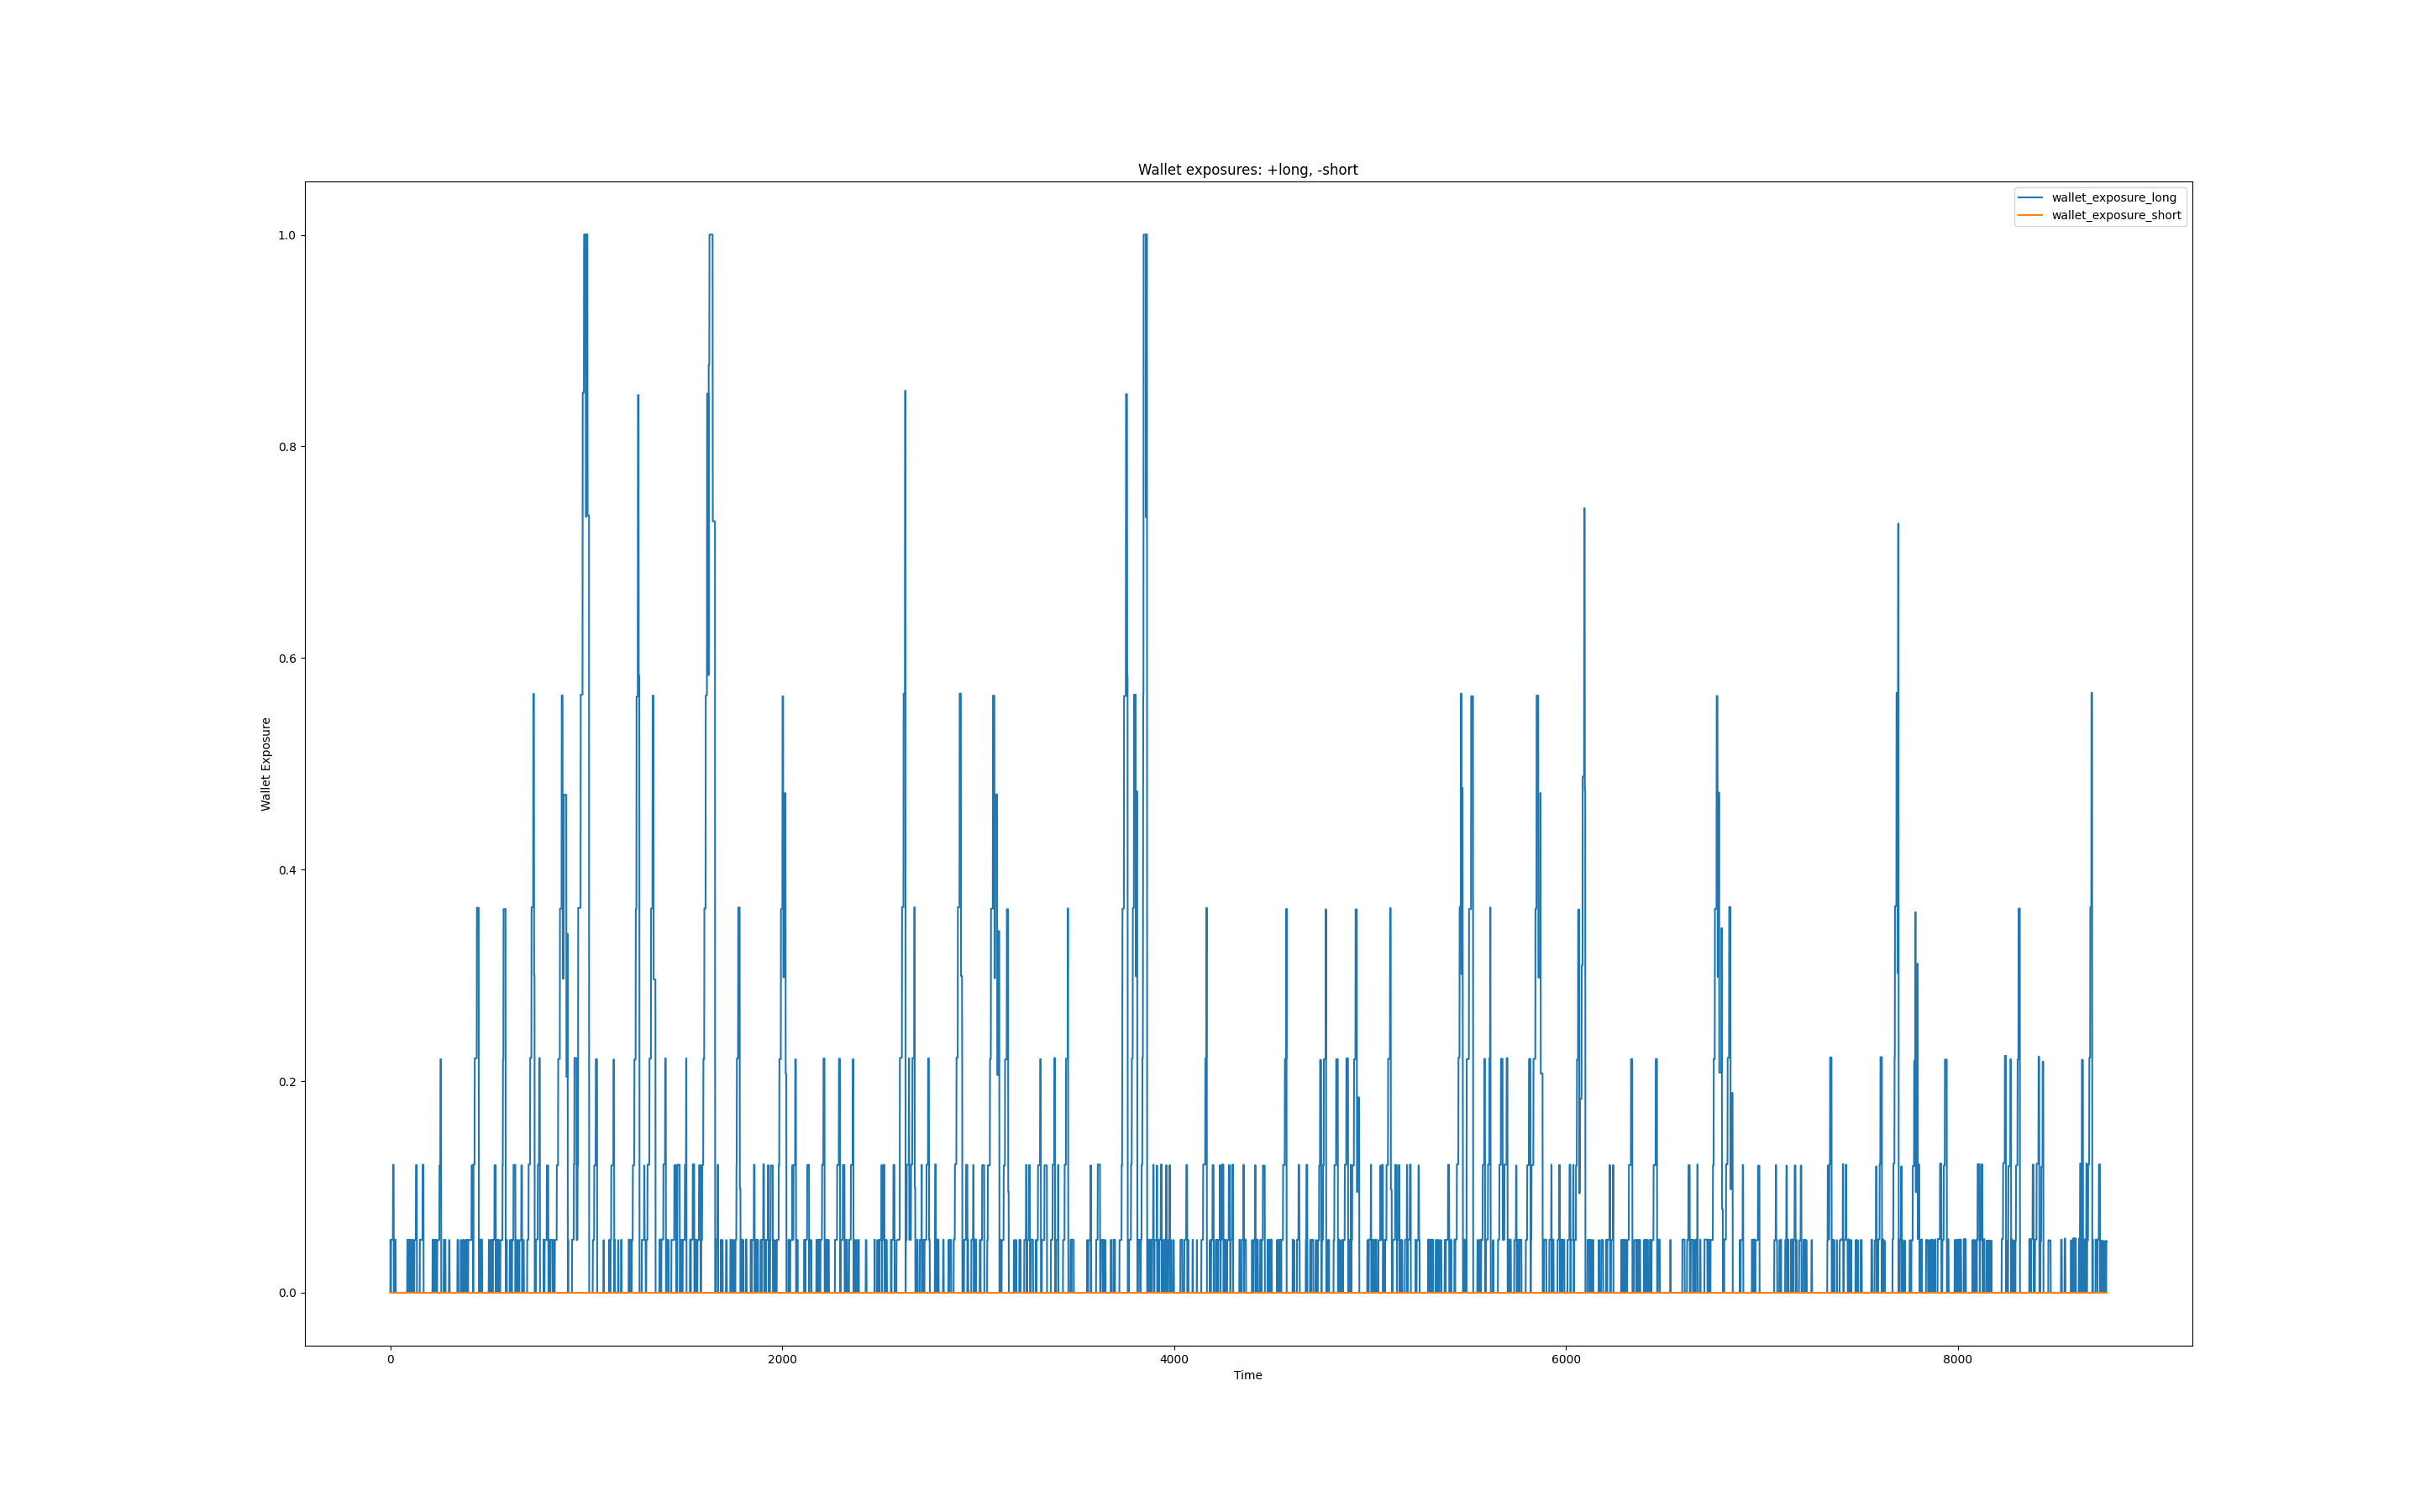 Wallet exposures: +long, -short
wallet_exposure_long
wallet_exposure_short
1.0
0.8
0.6
0.4
0.2
0.0
Wallet Exposure
0 2000 4000 6000 8000
Time